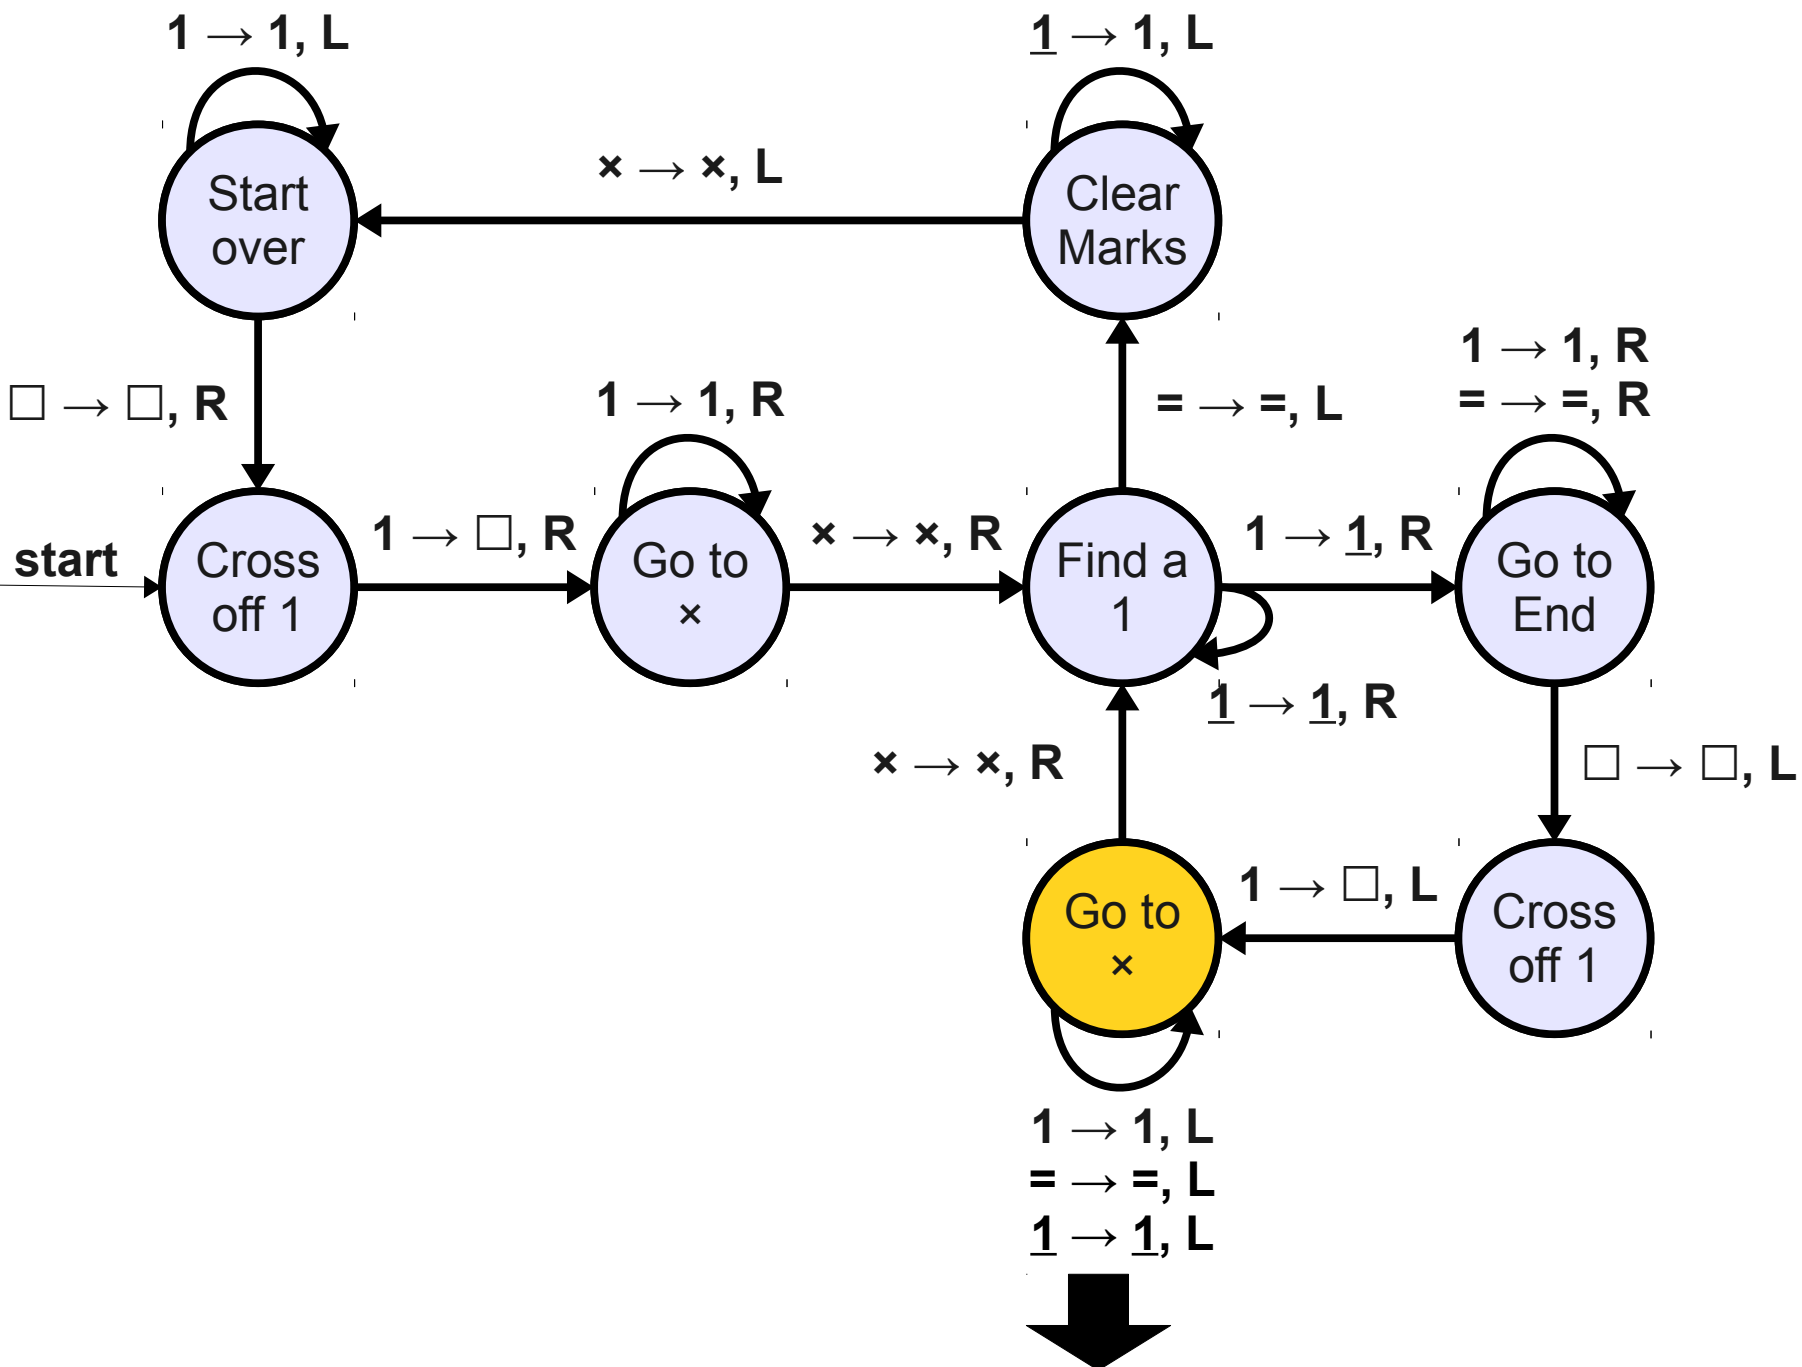 1 → 1, L
1 → 1, L
× → ×, L
Start
over
Clear
Marks
1 → 1, R
= → =, R
□ → □, R
1 → 1, R
= → =, L
start
Cross
off 1
1 → □, R
Go to
×
× → ×, R
Find a
1
1 → 1, R
Go to
End
1 → 1, R
× → ×, R
□ → □, L
Go to
×
1 → □, L
Cross
off 1
1 → 1, L
= → =, L
1 → 1, L